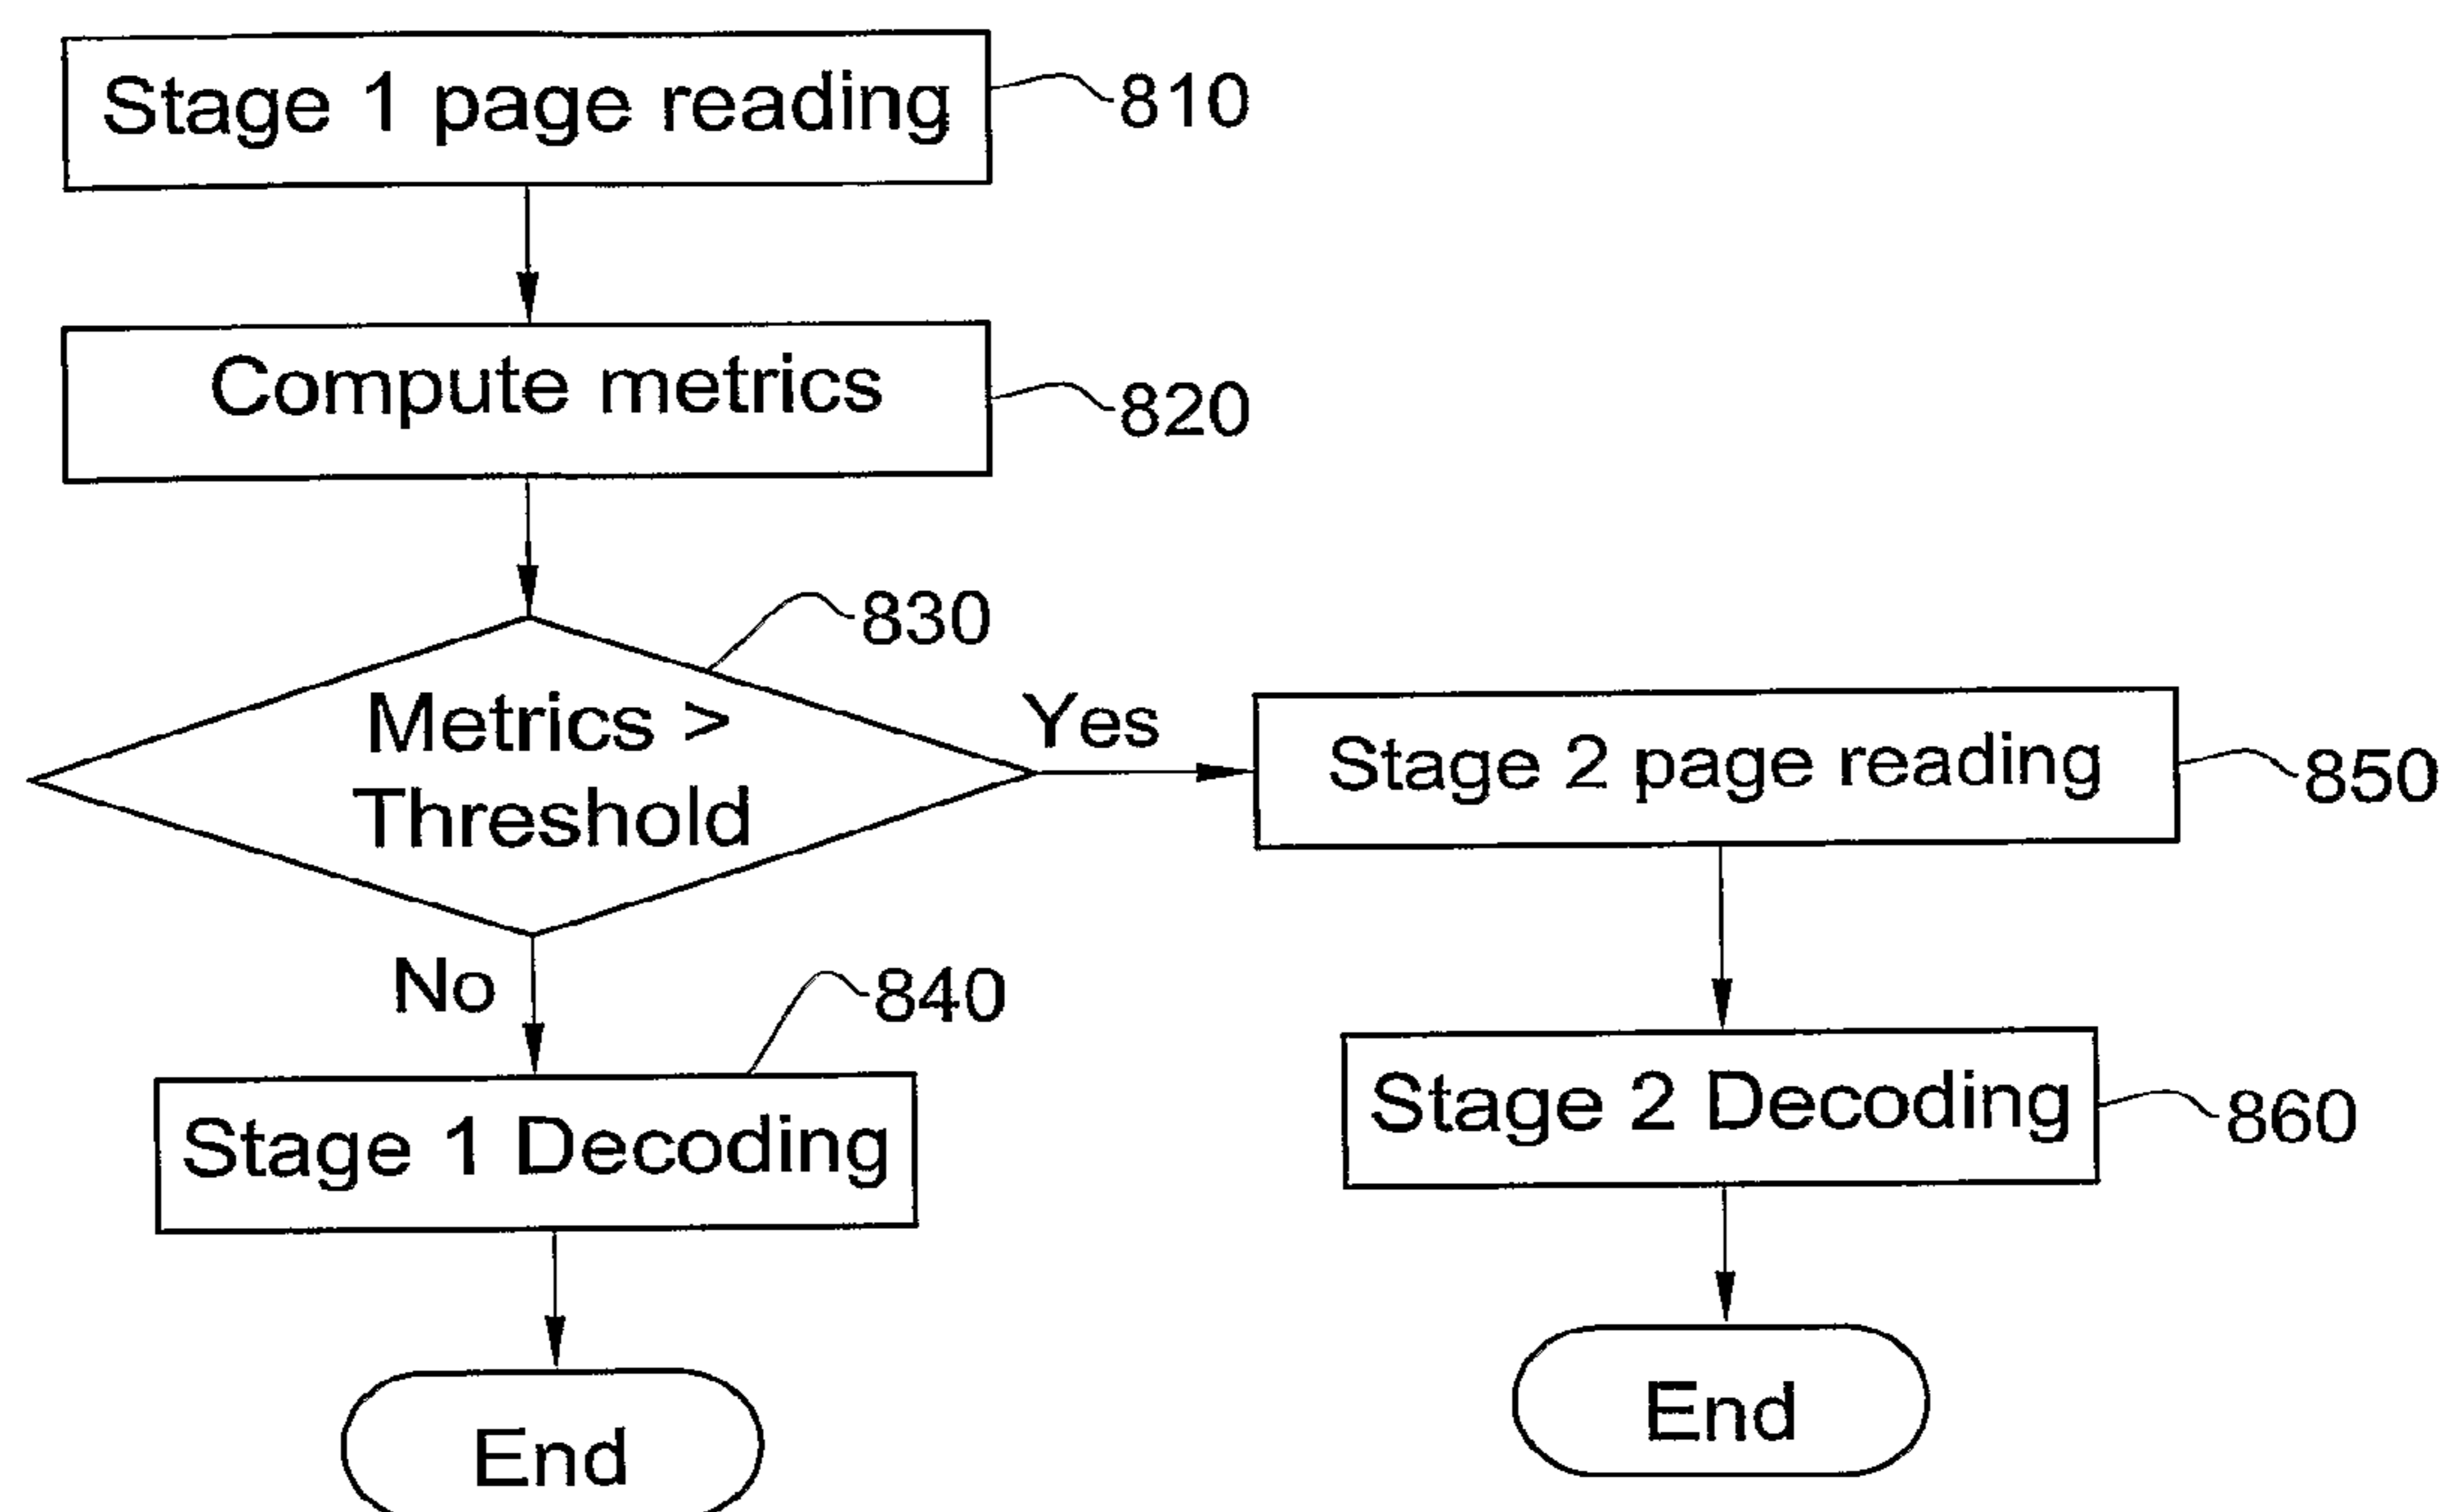 Stage 1 page reading
810
Compute metrics
820
830
Metrics >
Threshold
Yes
Stage 2 page reading
850
No
840
Stage 1 Decoding
Stage 2 Decoding
860
End
End